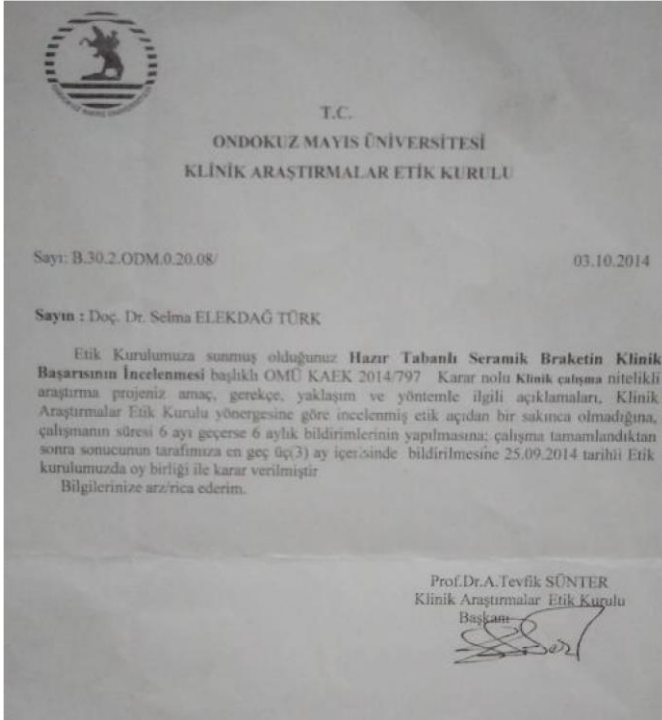 T.C.
ONDOKUZ MAYIS ÜNİVERSİTESİ
KLİNİK ARAŞTIRMALAR ETİK KURULU
Sayı: B.30.2.ODM.0.20.08/ 03.10.2014
Sayın : Doç. Dr. Selma ELEKDAĞ TÜRK
Etik Kurulumuza sunmuş olduğunuz Hazır Tabanlı Seramik Braketin Klinik
Başarısının İncelenmesi başlıklı OMÜ KAEK 2014/797 Karar nolu Klinik çalışma nitelikli
araştırma projeniz amaç, gerekçe, yaklaşım ve yöntemle ilgili açıklamaları, Klinik
Araştırmalar Etik Kurulu yönergesine göre incelenmiş etik açıdan bir sakınca olmadığına,
çalışmanın süresi 6 ayı geçerse 6 aylık bildirimlerinin yapılmasına; çalışma tamamlandıktan
sonra sonucunun tarafımıza en geç üç(3) ay içerisinde bildirilmesine 25.09.2014 tarihli Etik
kurulumuzda oy birliği ile karar verilmiştir
Bilgilerinize arz/rica ederim.
Prof.Dr.A.Tevfik SÜNTER
Klinik Araştırmalar Etik Kurulu
Başkanı